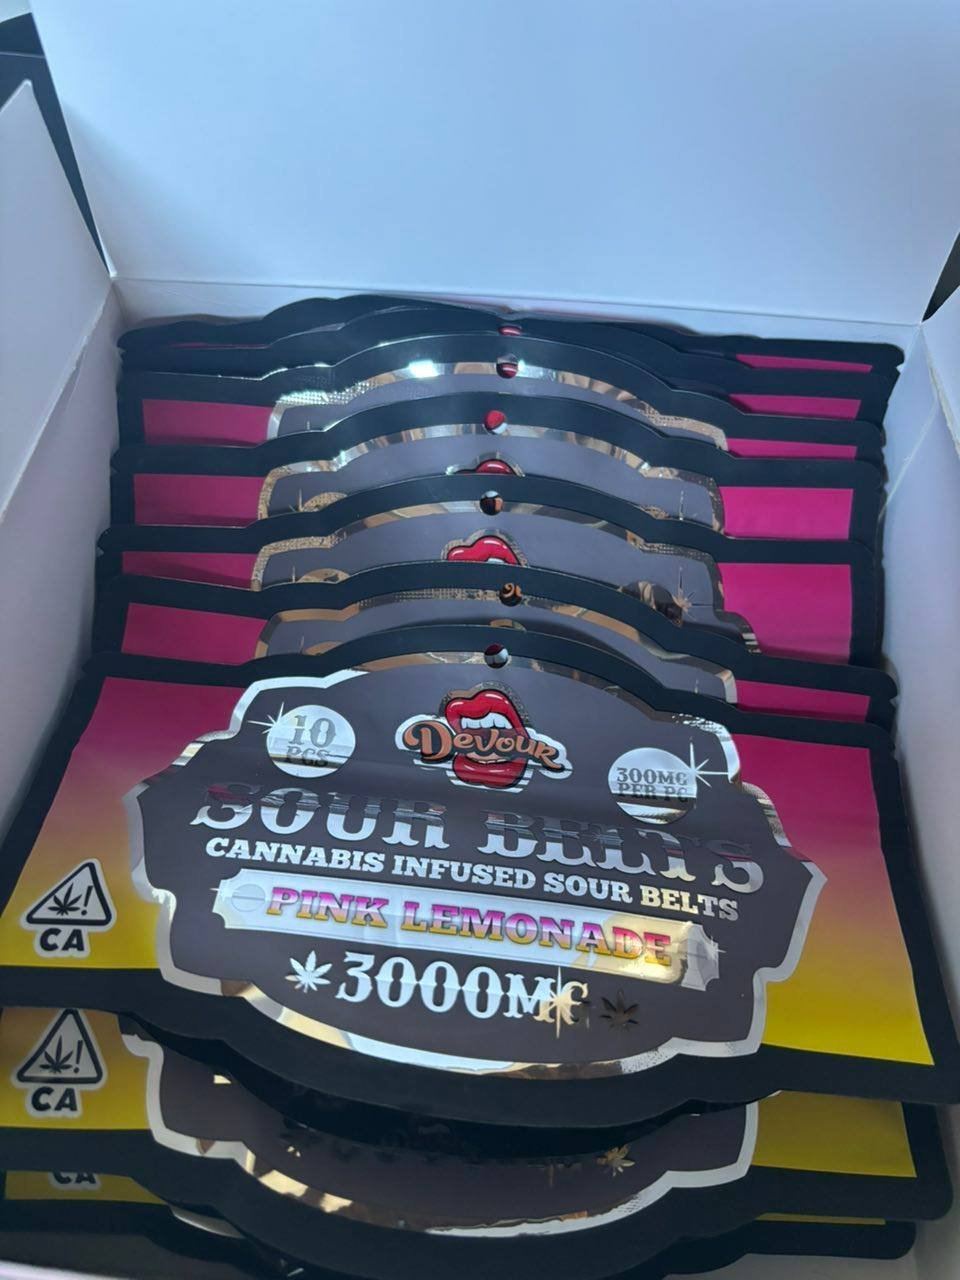 Devour
10
PCS
300MG
PER PC
SOUR BELTS
CANNABIS INFUSED SOUR BELTS
PINK LEMONADE
3000MG
CA
CA
CA